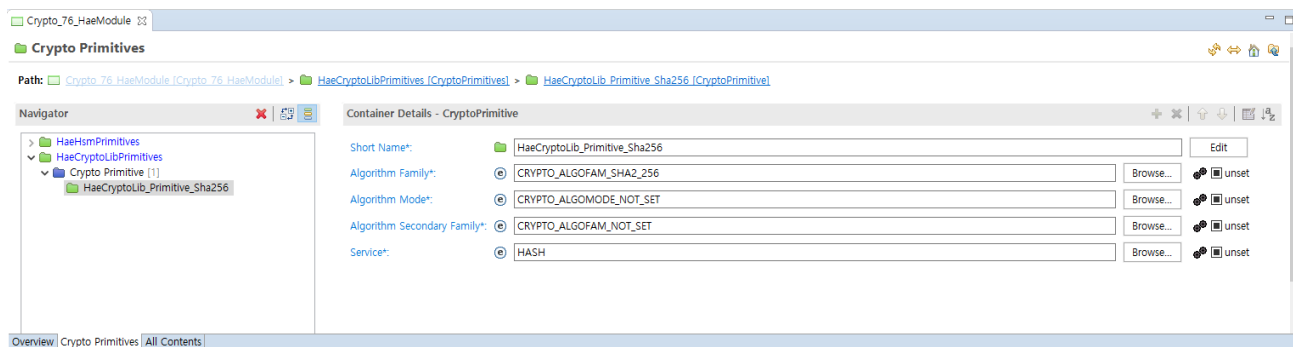 Crypto_76_HaeModule
Crypto Primitives
Path: Crypto_76_HaeModule [Crypto_76_HaeModule] > HaeCryptoLibPrimitives [CryptoPrimitives] > HaeCryptoLib_Primitive_Sha256 [CryptoPrimitive]
Navigator
Container Details - CryptoPrimitive
HaeHsmPrimitives
HaeCryptoLibPrimitives
Crypto Primitive [1]
HaeCryptoLib_Primitive_Sha256
Short Name*: HaeCryptoLib_Primitive_Sha256 Edit
Algorithm Family*: CRYPTO_ALGOFAM_SHA2_256 Browse... unset
Algorithm Mode*: CRYPTO_ALGOMODE_NOT_SET Browse... unset
Algorithm Secondary Family*: CRYPTO_ALGOFAM_NOT_SET Browse... unset
Service*: HASH Browse... unset
Overview Crypto Primitives All Contents